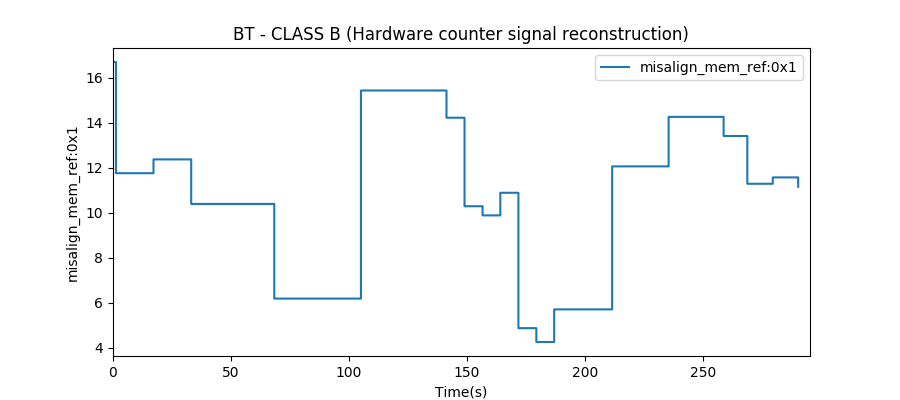 BT - CLASS B (Hardware counter signal reconstruction)
misalign_mem_ref:0x1
misalign_mem_ref:0x1
16
14
12
10
8
6
4
0 50 100 150 200 250
Time(s)